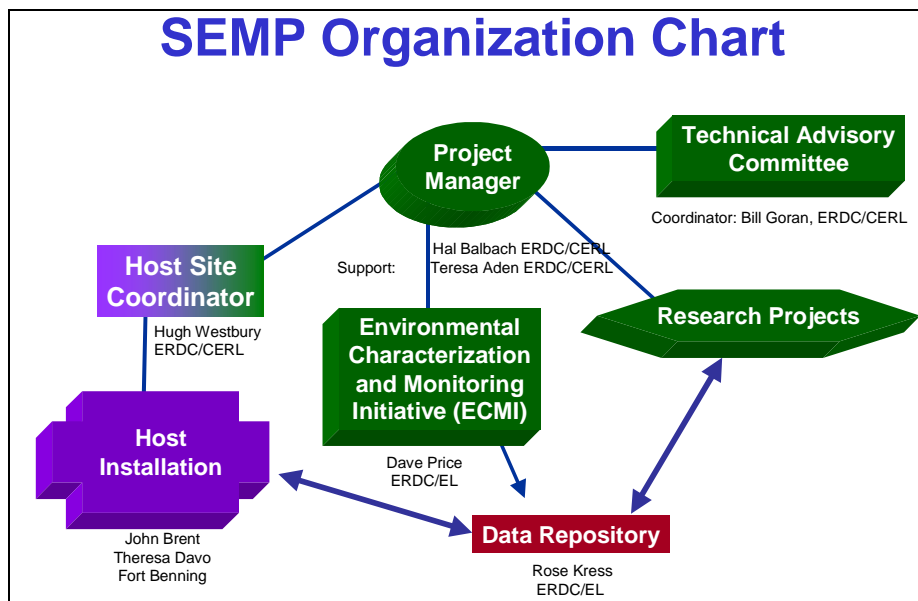 SEMP Organization Chart
Project
Manager
Technical Advisory
Committee
Coordinator: Bill Goran, ERDC/CERL
Hal Balbach ERDC/CERL
Support: Teresa Aden ERDC/CERL
Host Site
Coordinator
Hugh Westbury
ERDC/CERL
Environmental
Characterization
and Monitoring
Initiative (ECMI)
Research Projects
Host
Installation
Dave Price
ERDC/EL
John Brent
Theresa Davo
Fort Benning
Data Repository
Rose Kress
ERDC/EL